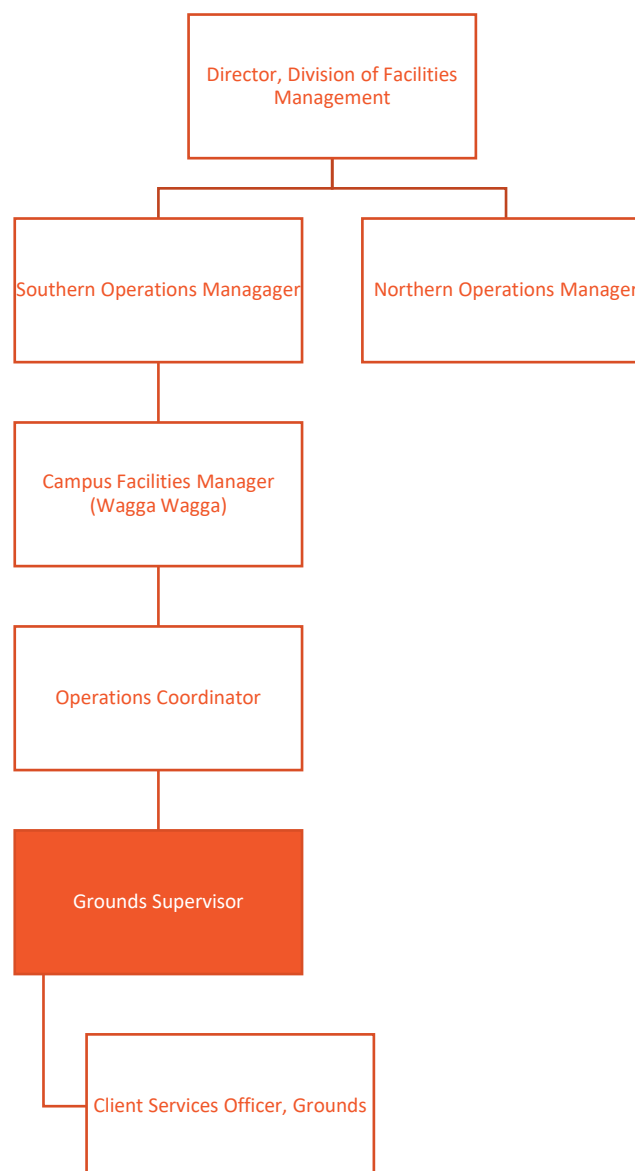 Director, Division of Facilities
Management
Southern Operations Managager
Northern Operations Manager
Campus Facilities Manager
(Wagga Wagga)
Operations Coordinator
Grounds Supervisor
Client Services Officer, Grounds